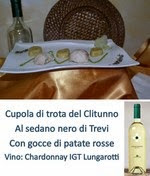 Cupola di trota del Clitunno
Al sedano nero di Trevi
Con gocce di patate rosse
Vino: Chardonnay IGT Lungarotti